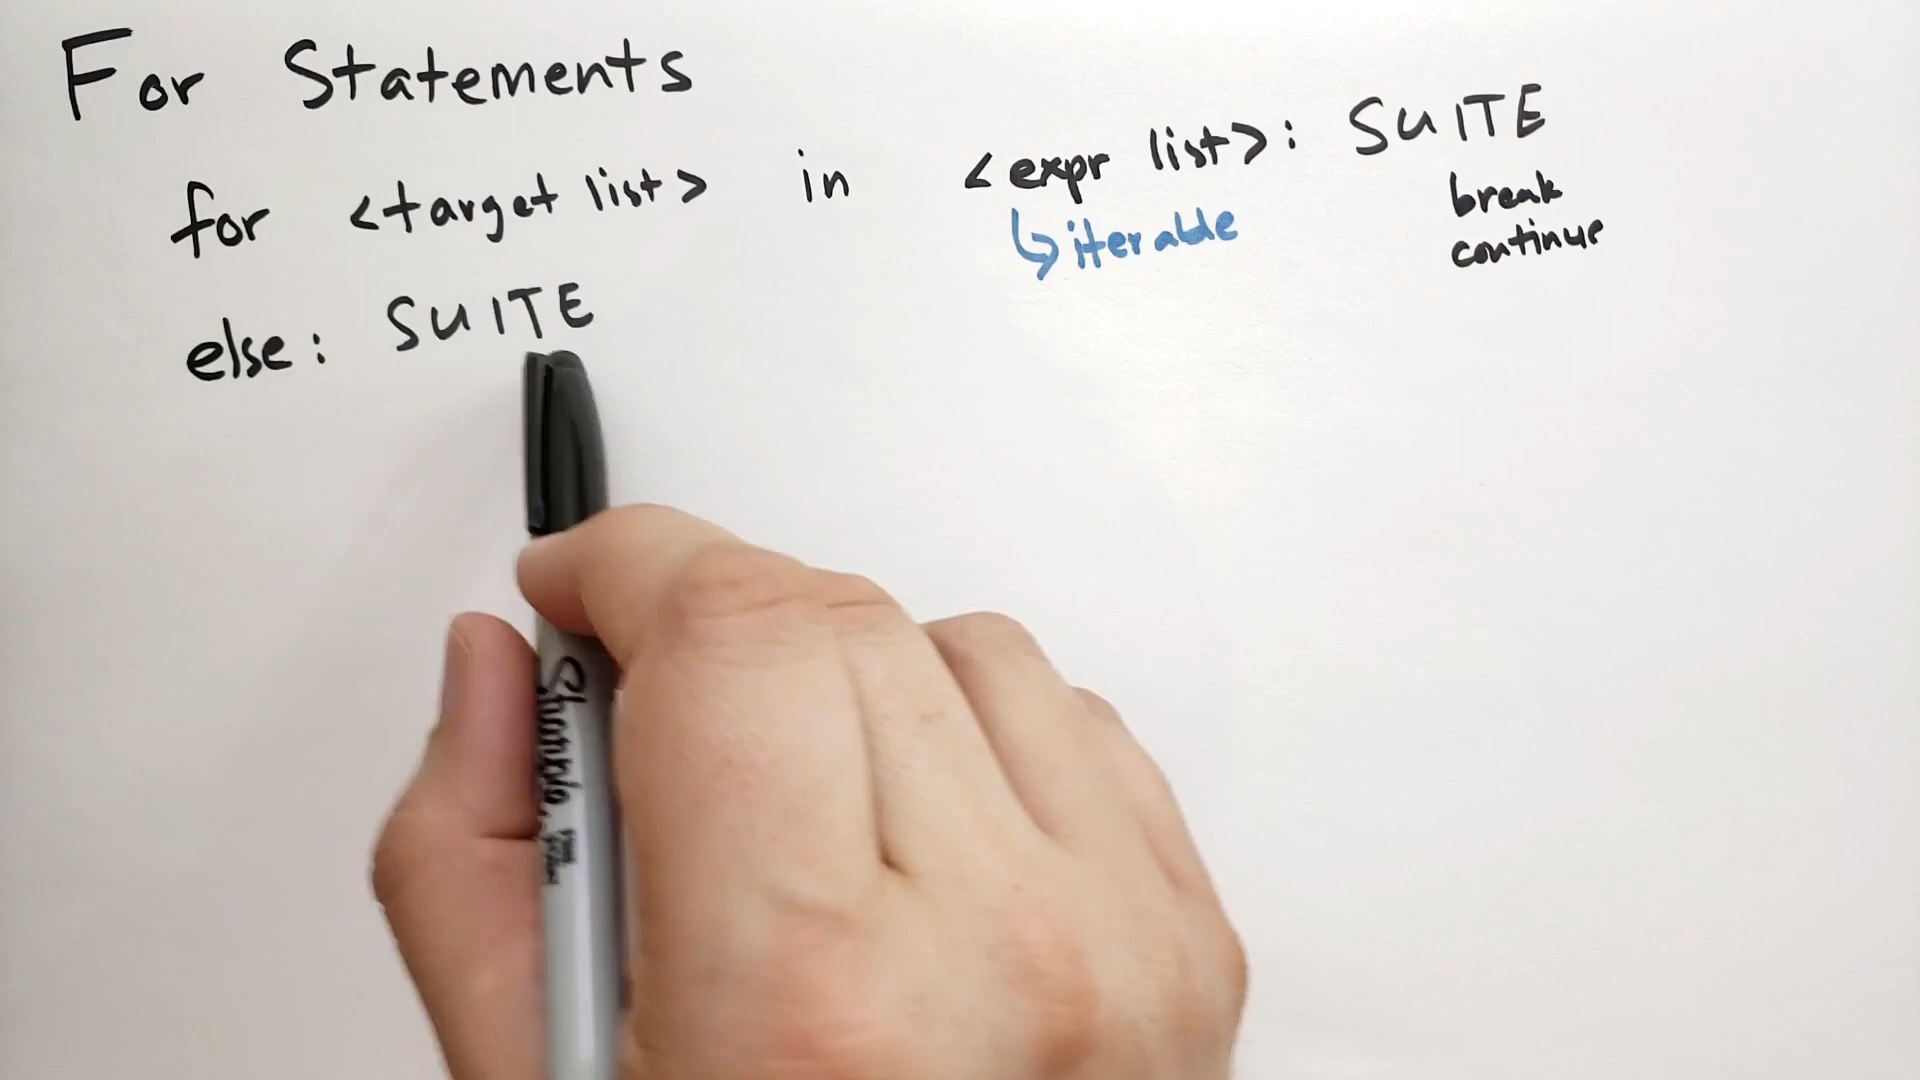 For Statements
for <target list> in <expr list>: SUITE
↳ iterable
break
continue
else: SUITE
Sharpie